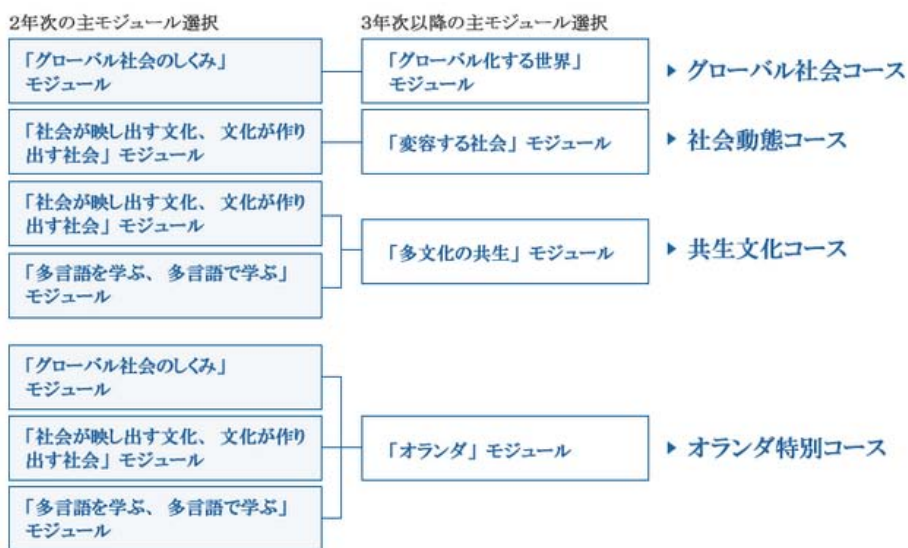 2年次の主モジュール選択
3年次以降の主モジュール選択
「グローバル社会のしくみ」
モジュール
「グローバル化する世界」
モジュール
▶ グローバル社会コース
「社会が映し出す文化、文化が作り
出す社会」モジュール
「変容する社会」モジュール
▶ 社会動態コース
「社会が映し出す文化、文化が作り
出す社会」モジュール
「多言語を学ぶ、多言語で学ぶ」
モジュール
「多文化の共生」モジュール
▶ 共生文化コース
「グローバル社会のしくみ」
モジュール
「社会が映し出す文化、文化が作り
出す社会」モジュール
「多言語を学ぶ、多言語で学ぶ」
モジュール
「オランダ」モジュール
▶ オランダ特別コース